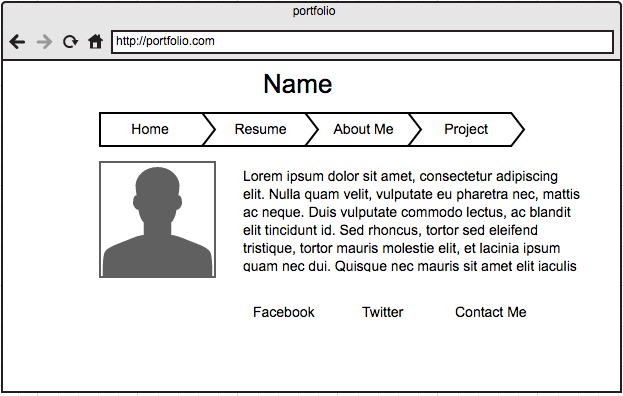 portfolio
http://portfolio.com
Name
Home Resume About Me Project
Lorem ipsum dolor sit amet, consectetur adipiscing
elit. Nulla quam velit, vulputate eu pharetra nec, mattis
ac neque. Duis vulputate commodo lectus, ac blandit
elit tincidunt id. Sed rhoncus, tortor sed eleifend
tristique, tortor mauris molestie elit, et lacinia ipsum
quam nec dui. Quisque nec mauris sit amet elit iaculis
Facebook Twitter Contact Me